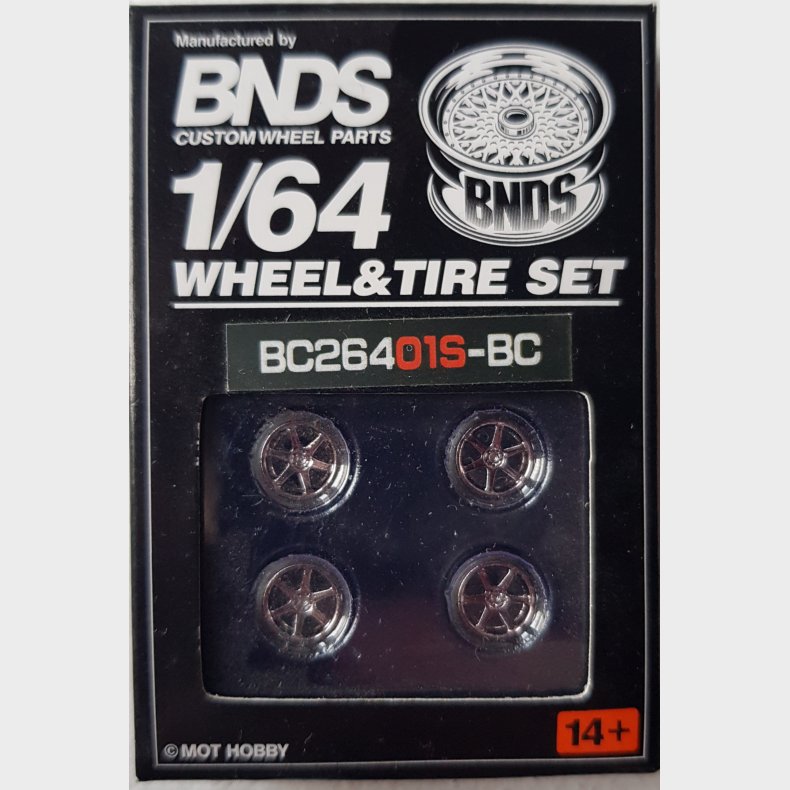 Manufactured by
BNDS
CUSTOM WHEEL PARTS
BNDS
1/64
WHEEL&TIRE SET
BC26401S-BC
14+
© MOT HOBBY